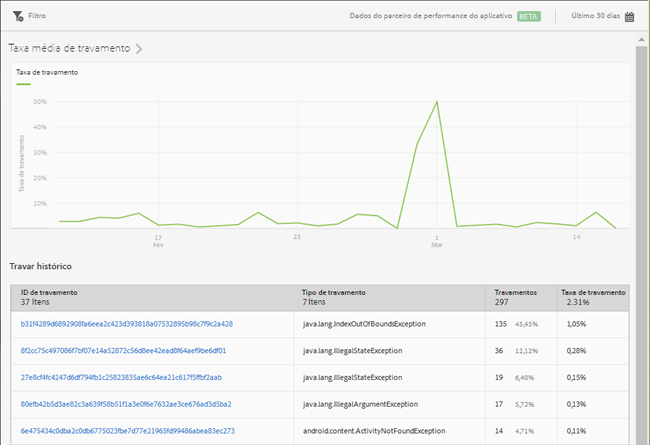 Filtro
Dados do parceiro de performance do aplicativo BETA
Último 30 dias
Taxa média de travamento
Taxa de travamento
Taxa de travamento
50%
40%
30%
20%
10%
17
Fev
23
1
Mar
14
Travar histórico
ID de travamento Tipo de travamento Travamentos Taxa de travamento
37 Itens 7 Itens 297 2.31%
b31f4289d6892908fa6eea2c423d393818a07532895b98c7f9c2a428 java.lang.IndexOutOfBoundsException 135 45,45% 1,05%
8f2cc75c497086f7bf07e14a52872c56d8ee42ead8f64aef9be6df01 java.lang.IllegalStateException 36 12,12% 0,28%
27e8cf4fc4247d6df794fb1c25823835ae6c64ea21c617f5ffbf2aab java.lang.IllegalStateException 19 6,40% 0,15%
80efb42b5d3ae82c3a639f58b51f1a3e0f6e7632ae3ce676ad3d5ba2 java.lang.IllegalArgumentException 17 5,72% 0,13%
6e475434c0dba2c0db6775023fbe7d77e21965fd99486abea83ec273 android.content.ActivityNotFoundException 14 4,71% 0,11%